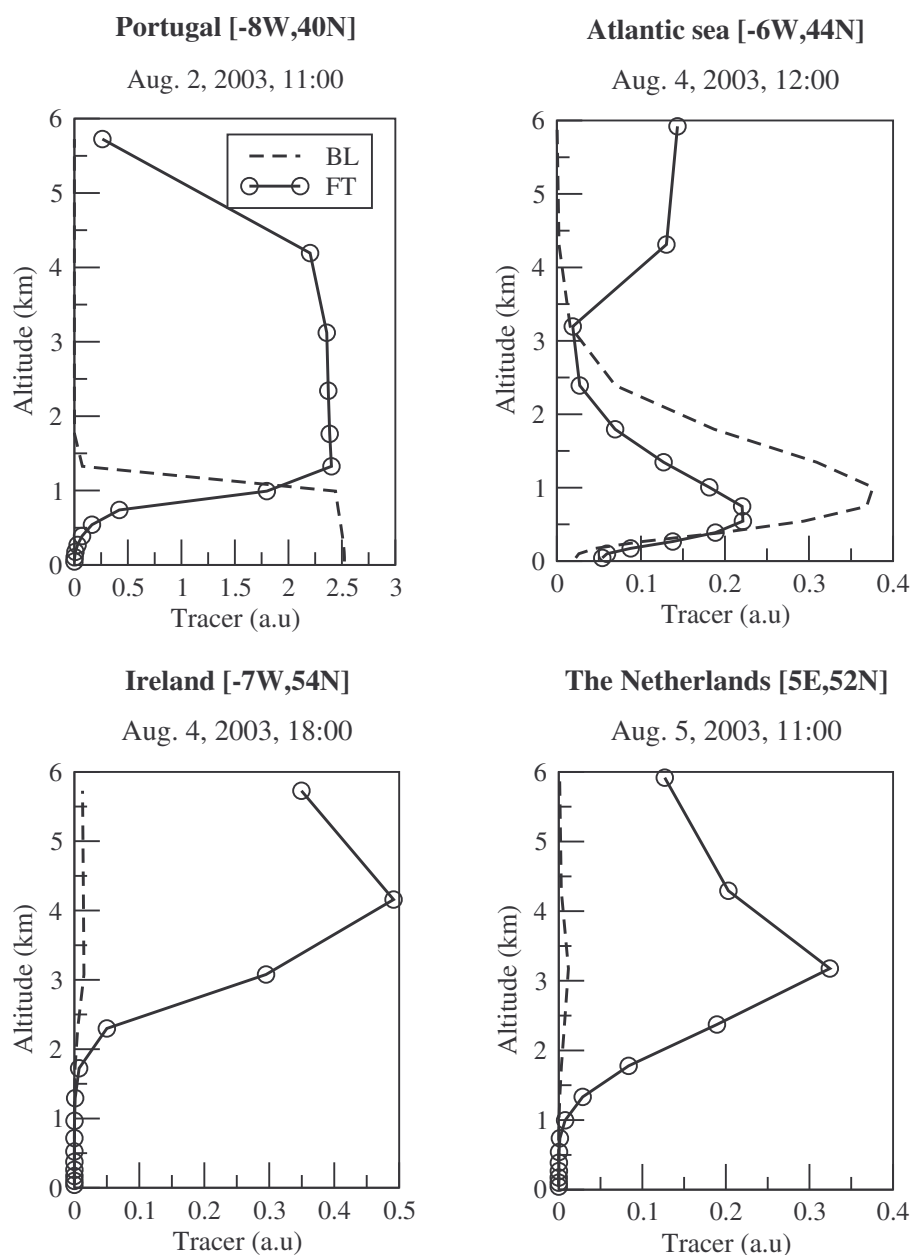 Portugal [-8W,40N]
Aug. 2, 2003, 11:00
6
5
4
3
2
1
0
Altitude (km)
BL
FT
0
0.5
1
1.5
2
2.5
3
Tracer (a.u)
Atlantic sea [-6W,44N]
Aug. 4, 2003, 12:00
6
5
4
3
2
1
0
Altitude (km)
0
0.1
0.2
0.3
0.4
Tracer (a.u)
Ireland [-7W,54N]
Aug. 4, 2003, 18:00
6
5
4
3
2
1
0
Altitude (km)
0
0.1
0.2
0.3
0.4
0.5
Tracer (a.u)
The Netherlands [5E,52N]
Aug. 5, 2003, 11:00
6
5
4
3
2
1
0
Altitude (km)
0
0.1
0.2
0.3
0.4
Tracer (a.u)